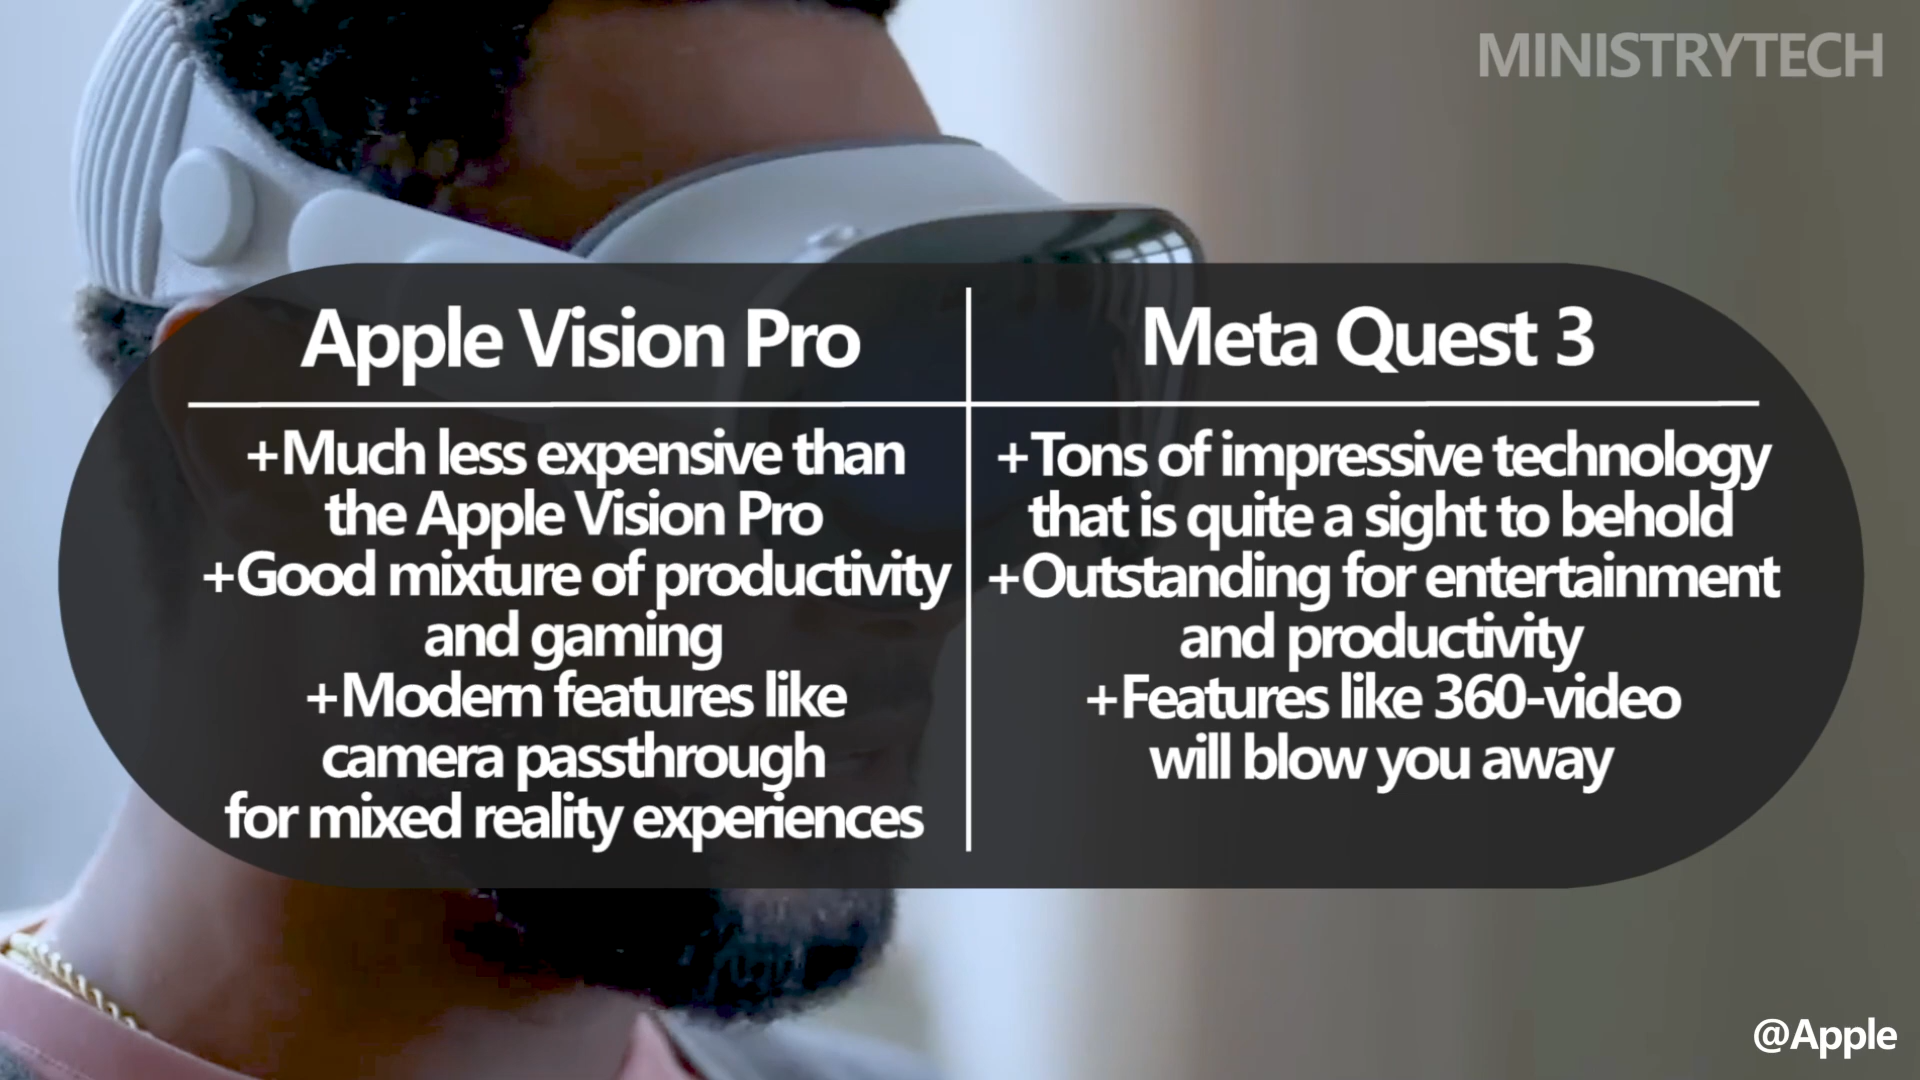 MINISTRYTECH
Apple Vision Pro
+Much less expensive than
the Apple Vision Pro
+Good mixture of productivity
and gaming
+Modern features like
camera passthrough
for mixed reality experiences
Meta Quest 3
+Tons of impressive technology
that is quite a sight to behold
+Outstanding for entertainment
and productivity
+Features like 360-video
will blow you away
@Apple